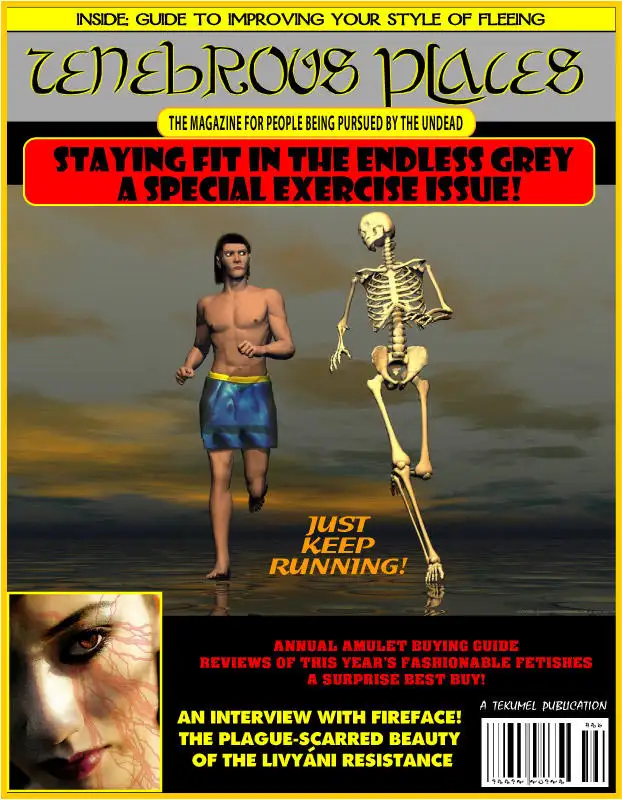 INSIDE: GUIDE TO IMPROVING YOUR STYLE OF FLEEING
TENEBROUS PLACES
THE MAGAZINE FOR PEOPLE BEING PURSUED BY THE UNDEAD
STAYING FIT IN THE ENDLESS GREY
A SPECIAL EXERCISE ISSUE!
JUST
KEEP
RUNNING!
ANNUAL AMULET BUYING GUIDE
REVIEWS OF THIS YEAR'S FASHIONABLE FETISHES
A SURPRISE BEST BUY!
AN INTERVIEW WITH FIREFACE!
THE PLAGUE-SCARRED BEAUTY
OF THE LIVYÁNI RESISTANCE
A TEKUMEL PUBLICATION